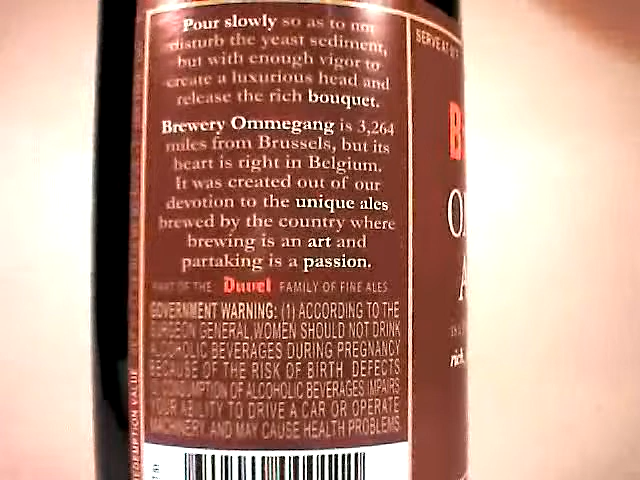 Pour slowly so as to not
disturb the yeast sediment,
but with enough vigor to
create a luxurious head and
release the rich bouquet.
Brewery Ommegang is 3,264
miles from Brussels, but its
heart is right in Belgium.
It was created out of our
devotion to the unique ales
brewed by the country where
brewing is an art and
partaking is a passion.
PART OF THE Duvel FAMILY OF FINE ALES
GOVERNMENT WARNING: (1) ACCORDING TO THE
SURGEON GENERAL, WOMEN SHOULD NOT DRINK
ALCOHOLIC BEVERAGES DURING PREGNANCY
BECAUSE OF THE RISK OF BIRTH DEFECTS
CONSUMPTION OF ALCOHOLIC BEVERAGES IMPAIRS
YOUR ABILITY TO DRIVE A CAR OR OPERATE
MACHINERY AND MAY CAUSE HEALTH PROBLEMS
REDEMPTION VALUE
SERVE AT
rich,